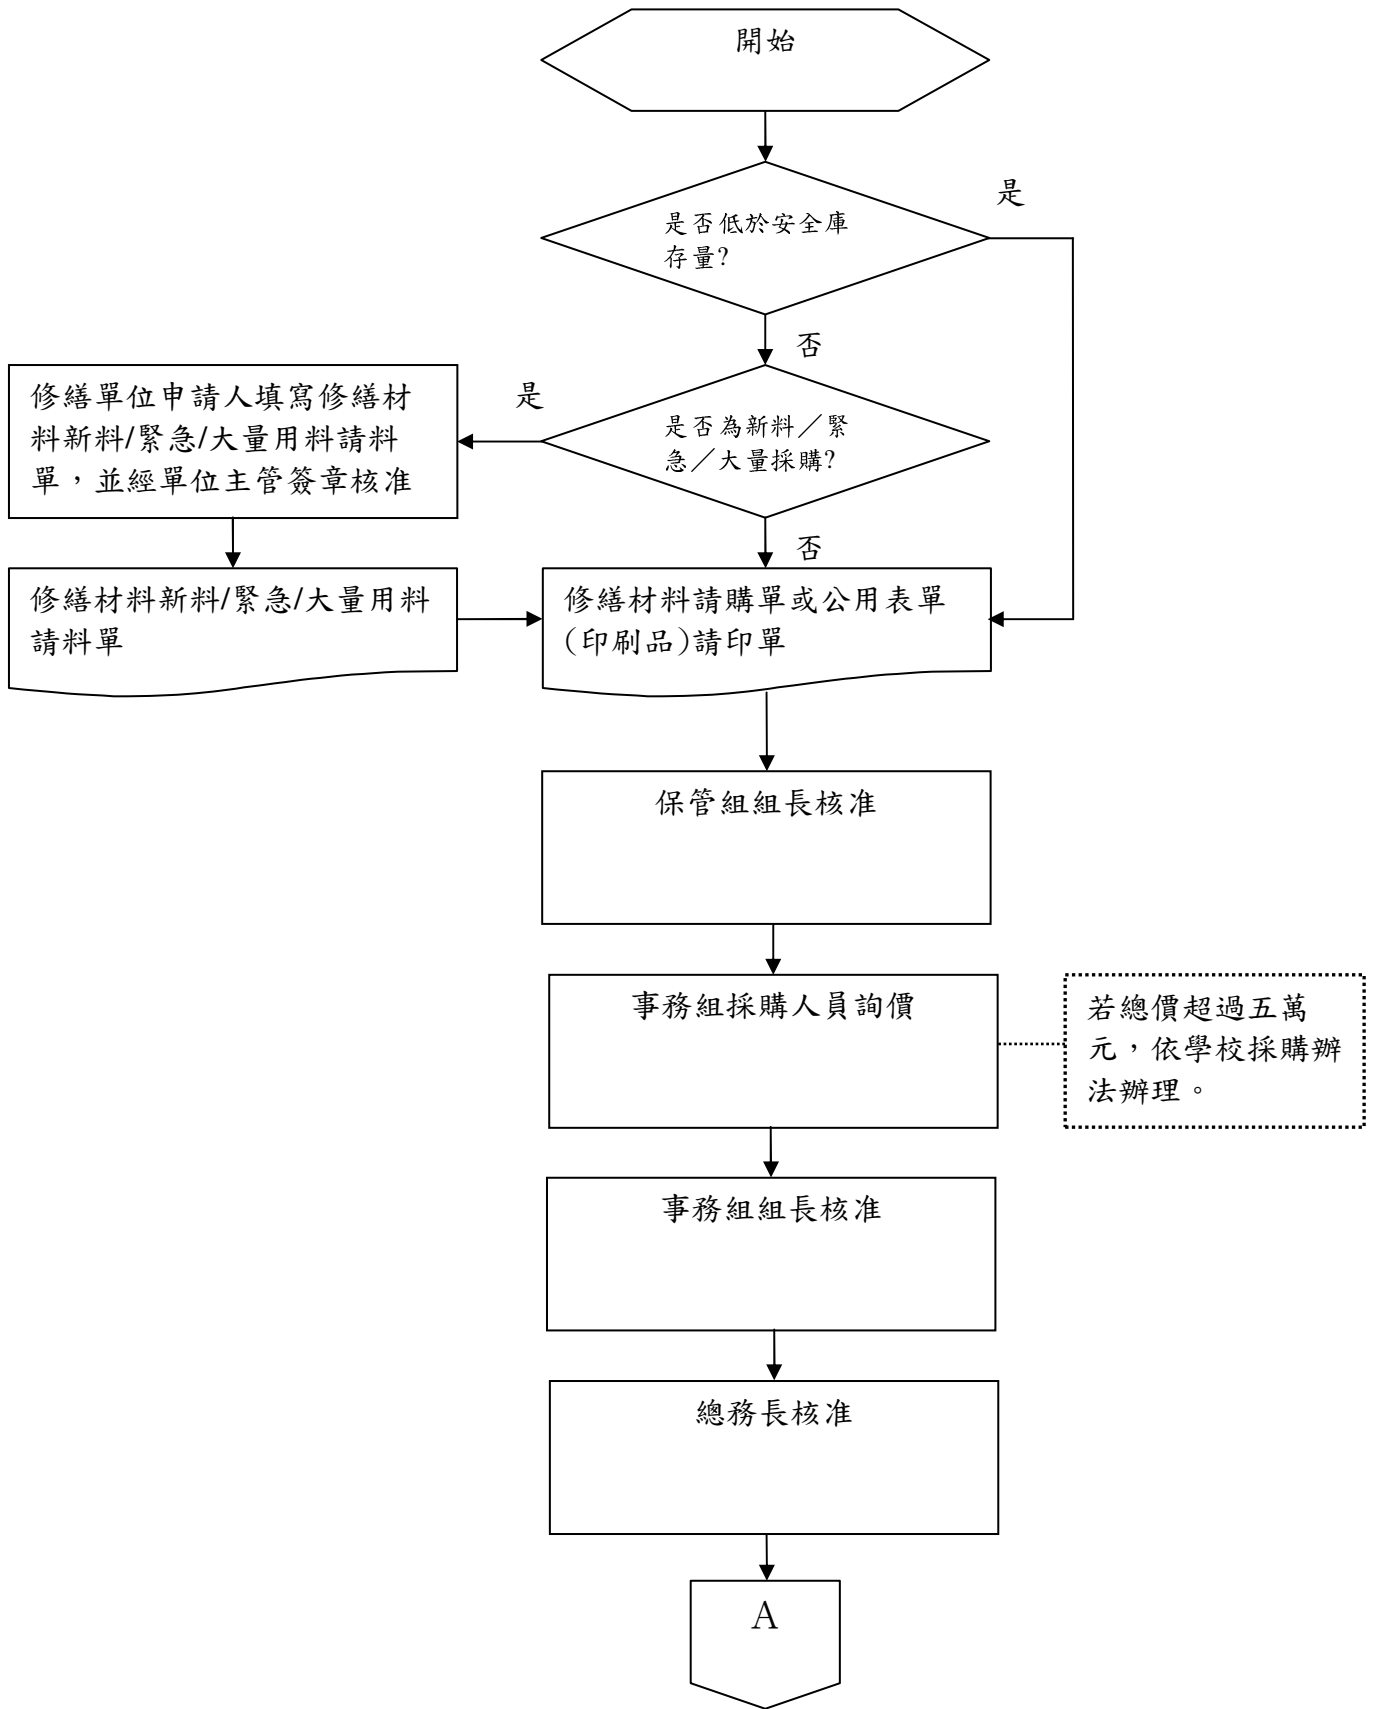 開始
是否低於安全庫
存量?
是
否
是否為新料／緊
急／大量採購?
是
修繕單位申請人填寫修繕材
料新料/緊急/大量用料請料
單，並經單位主管簽章核准
否
修繕材料新料/緊急/大量用料
請料單
修繕材料請購單或公用表單
(印刷品)請印單
保管組組長核准
事務組採購人員詢價
若總價超過五萬
元，依學校採購辦
法辦理。
事務組組長核准
總務長核准
A